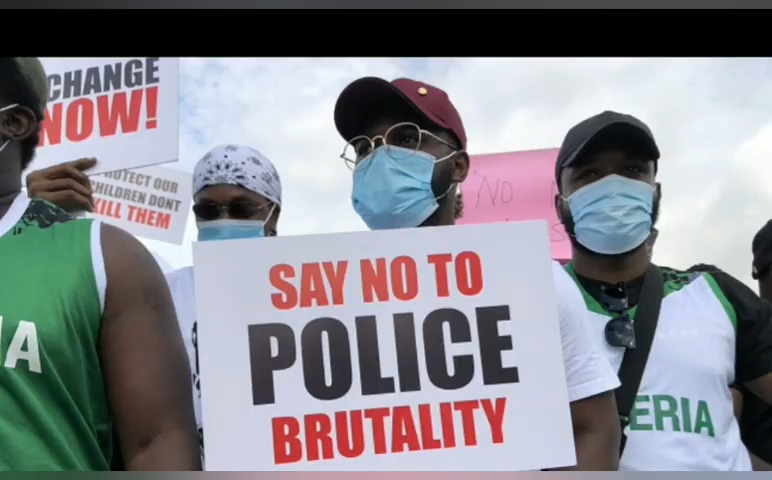 CHANGE
NOW!
PROTECT OUR
CHILDREN DONT
KILL THEM
NO
SAY NO TO
POLICE
BRUTALITY
IA
ERIA